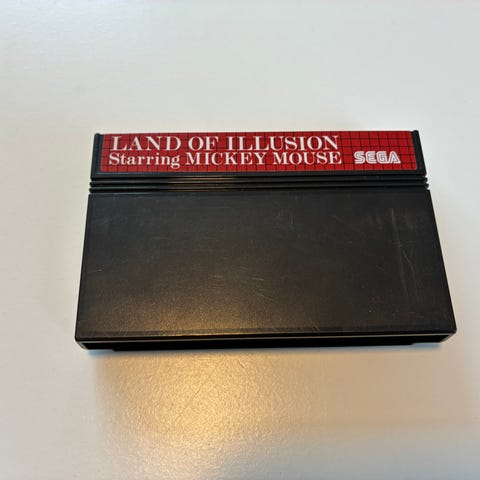 LAND OF ILLUSION
Starring MICKEY MOUSE SEGA